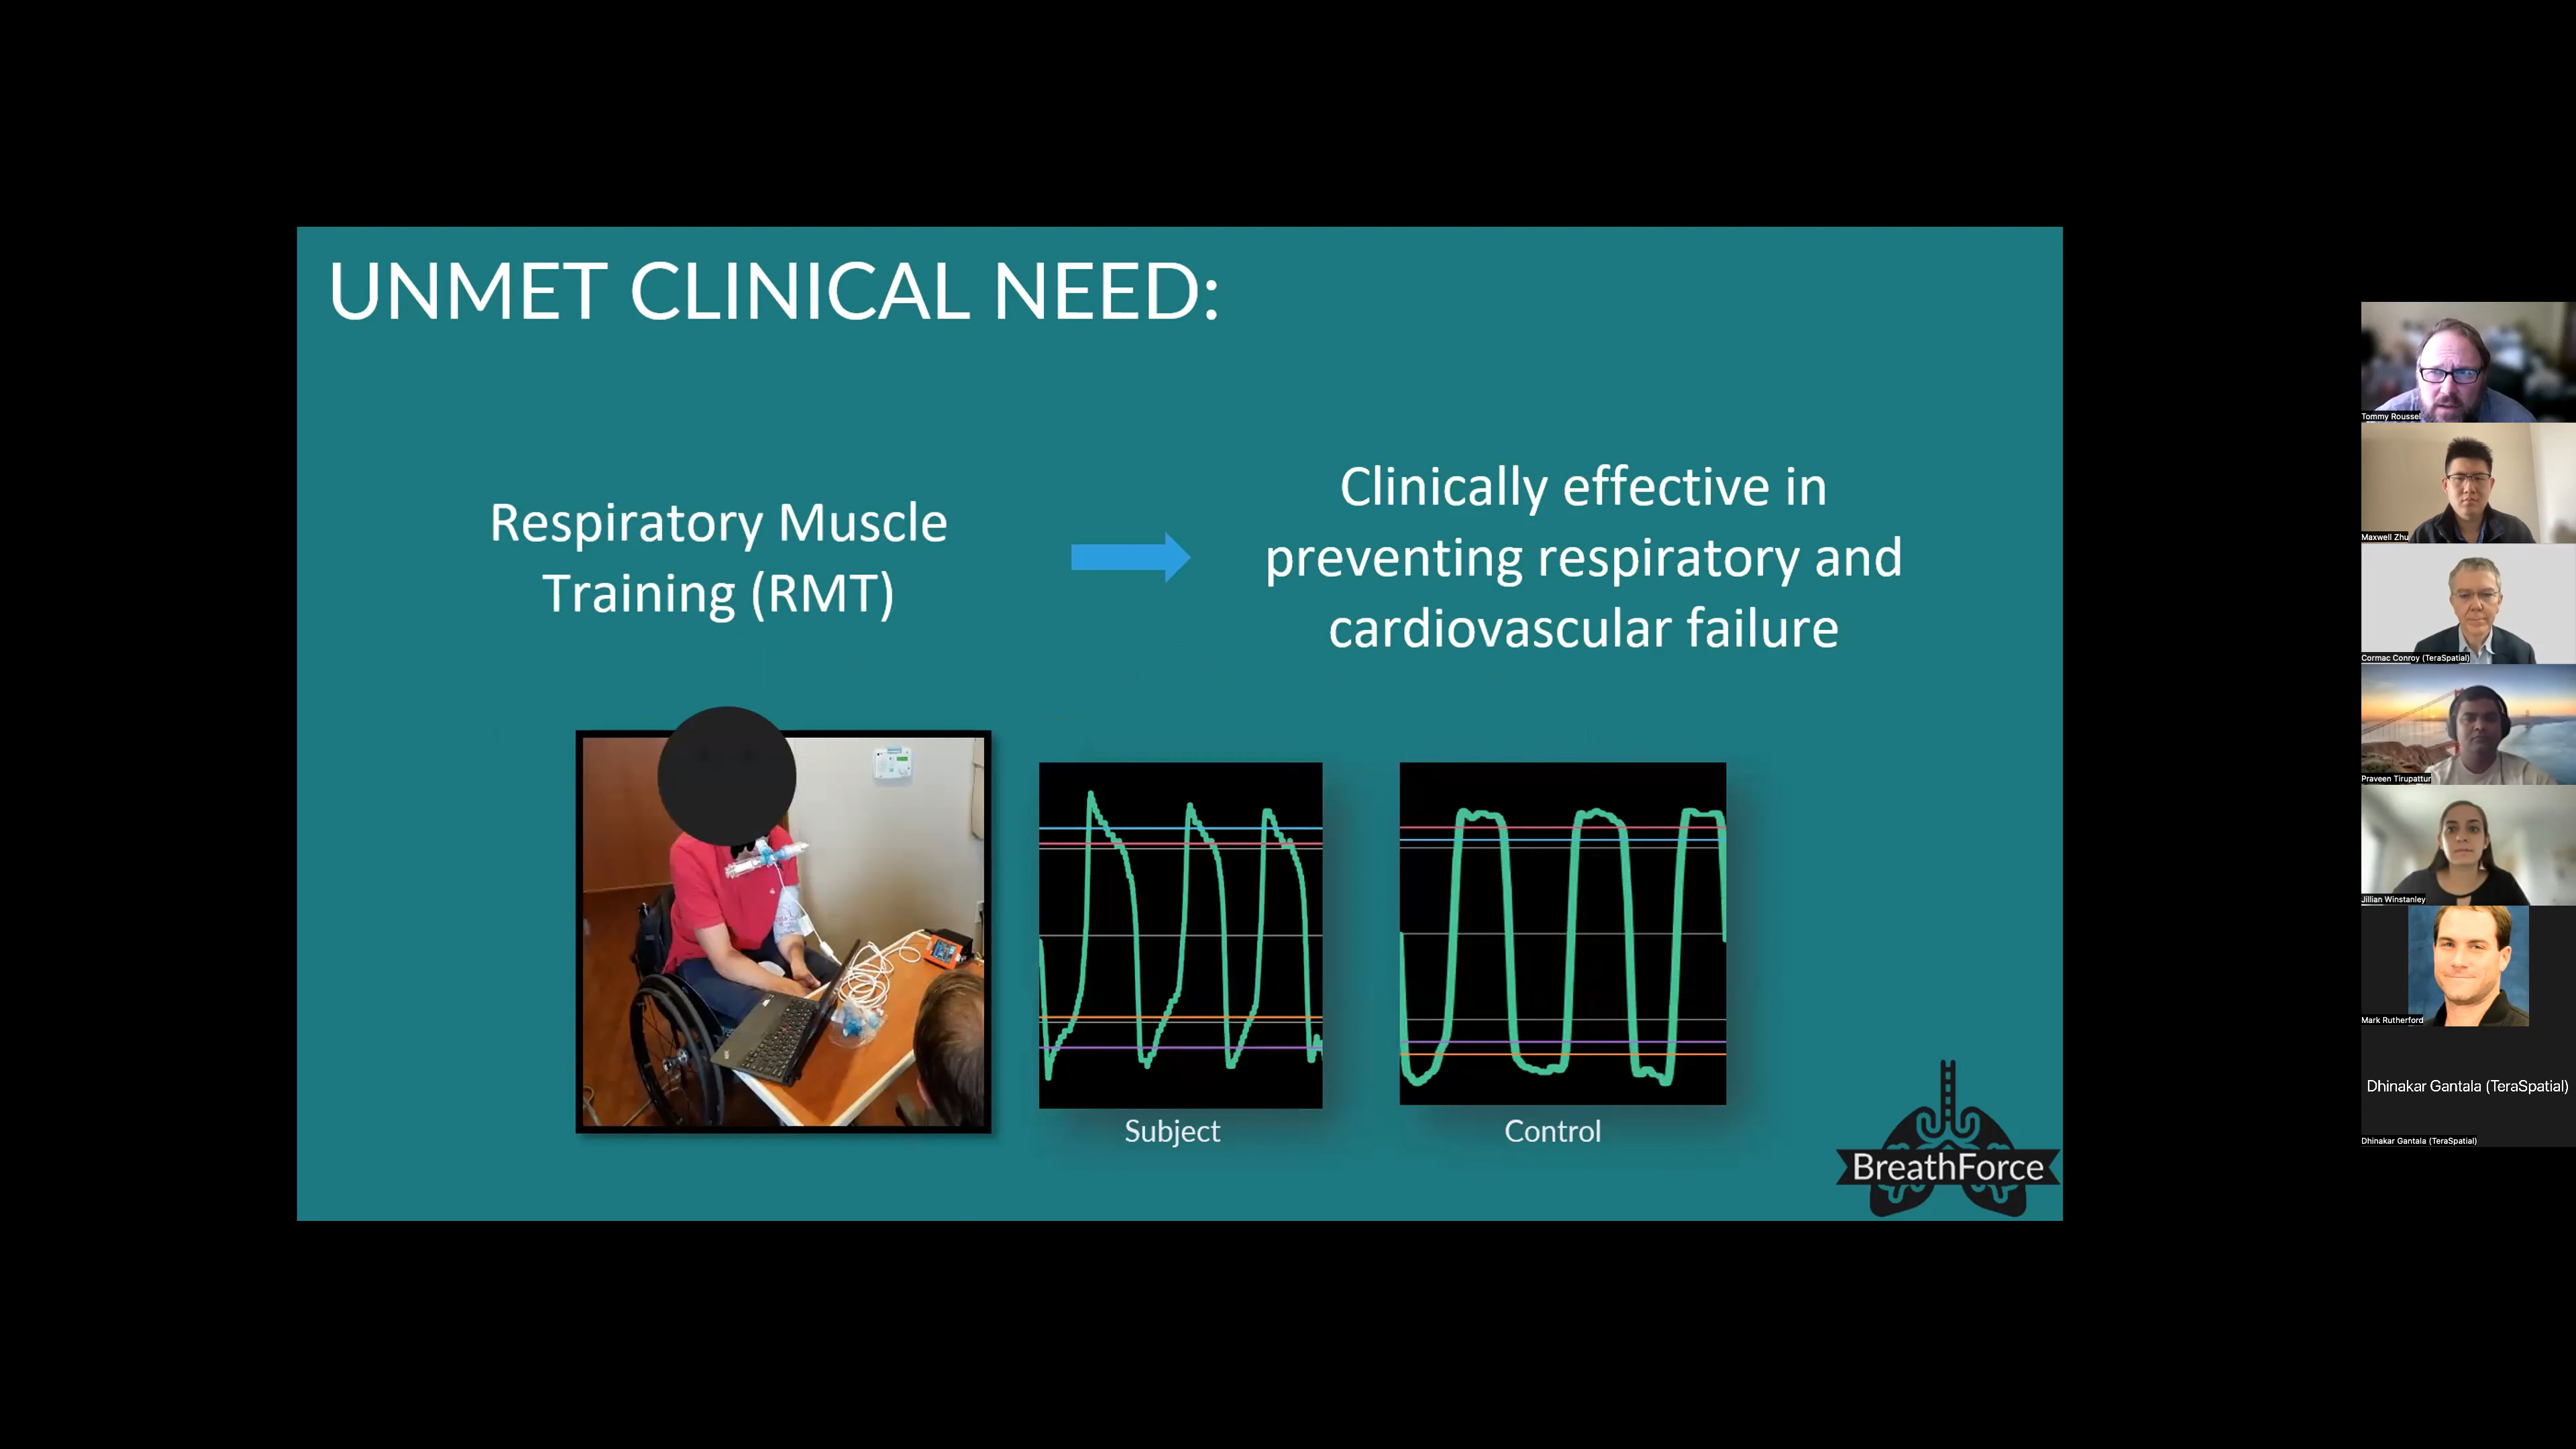 UNMET CLINICAL NEED:
Respiratory Muscle
Training (RMT)
Clinically effective in
preventing respiratory and
cardiovascular failure
Subject
Control
BreathForce
Tommy Roussel
Maxwell Zhu
Cormac Conroy (TeraSpatial)
Praveen Tirupattur
Jillian Winstanley
Mark Rutherford
Dhinakar Gantala (TeraSpatial)
Dhinakar Gantala (TeraSpatial)